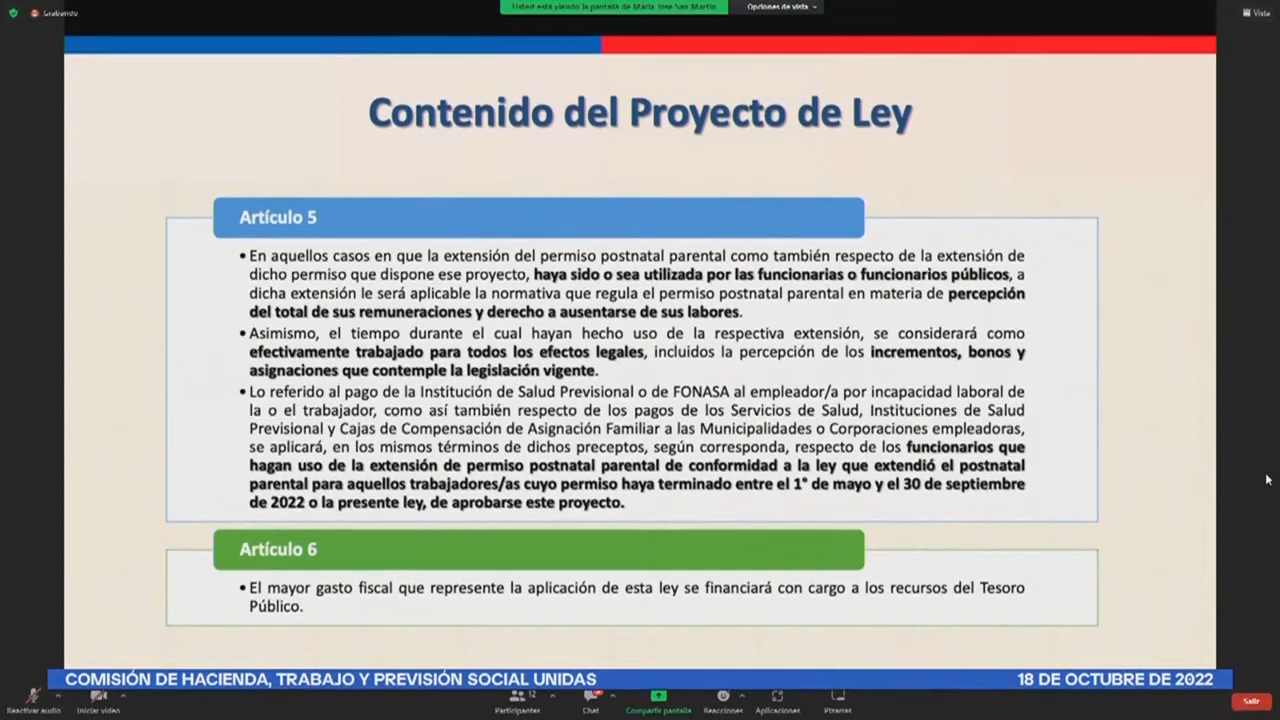 Grabando
Usted está viendo la pantalla de María José San Martín
Opciones de vista
Vista
Contenido del Proyecto de Ley
Artículo 5
•En aquellos casos en que la extensión del permiso postnatal parental como también respecto de la extensión de
dicho permiso que dispone ese proyecto, haya sido o sea utilizada por las funcionarias o funcionarios públicos, a
dicha extensión le será aplicable la normativa que regula el permiso postnatal parental en materia de percepción
del total de sus remuneraciones y derecho a ausentarse de sus labores.
•Asimismo, el tiempo durante el cual hayan hecho uso de la respectiva extensión, se considerará como
efectivamente trabajado para todos los efectos legales, incluidos la percepción de los incrementos, bonos y
asignaciones que contemple la legislación vigente.
•Lo referido al pago de la Institución de Salud Previsional o de FONASA al empleador/a por incapacidad laboral de
la o el trabajador, como así también respecto de los pagos de los Servicios de Salud, Instituciones de Salud
Previsional y Cajas de Compensación de Asignación Familiar a las Municipalidades o Corporaciones empleadoras,
se aplicará, en los mismos términos de dichos preceptos, según corresponda, respecto de los funcionarios que
hagan uso de la extensión de permiso postnatal parental de conformidad a la ley que extendió el postnatal
parental para aquellos trabajadores/as cuyo permiso haya terminado entre el 1° de mayo y el 30 de septiembre
de 2022 o la presente ley, de aprobarse este proyecto.
Artículo 6
•El mayor gasto fiscal que represente la aplicación de esta ley se financiará con cargo a los recursos del Tesoro
Público.
COMISIÓN DE HACIENDA, TRABAJO Y PREVISIÓN SOCIAL UNIDAS
18 DE OCTUBRE DE 2022
Reactivar audio
Iniciar video
12
Participantes
Chat
Compartir pantalla
Reacciones
Aplicaciones
Pizarras
Salir